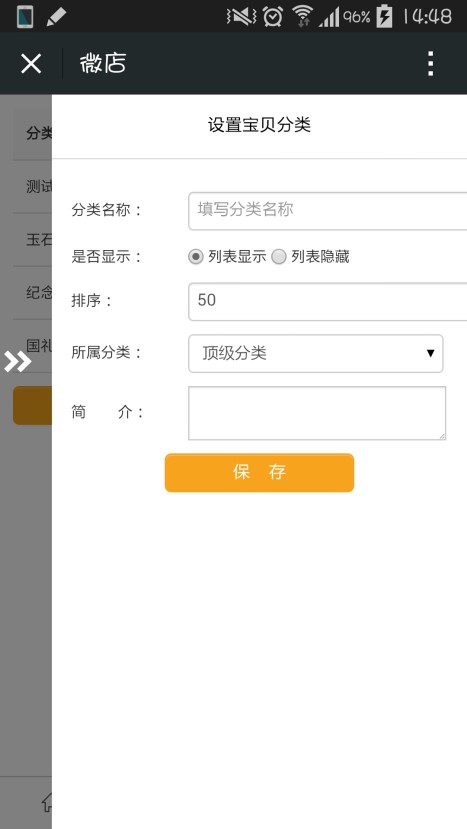 96% 14:48
微店
设置宝贝分类
分类
测试
玉石
纪念
国礼
分类名称：
填写分类名称
是否显示： 列表显示 列表隐藏
排序： 50
所属分类： 顶级分类
简 介：
保 存